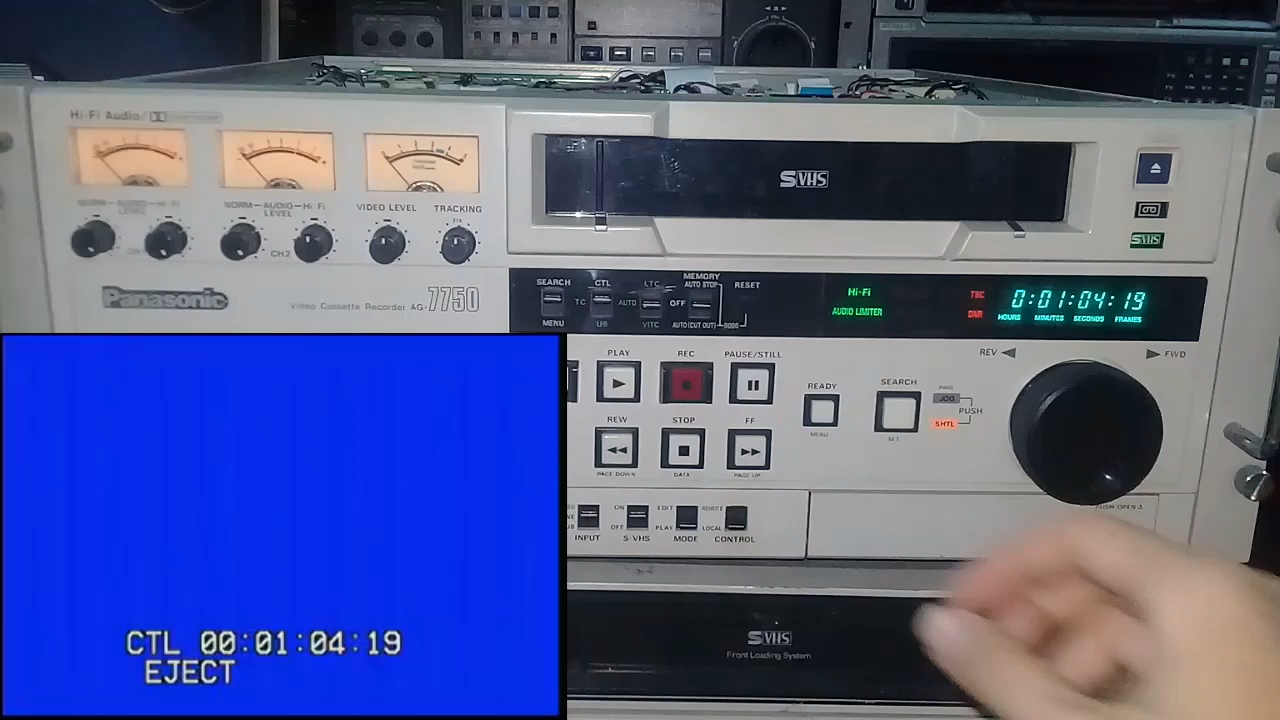 Hi-Fi Audio/
NORM—AUDIO—Hi-Fi
LEVEL
NORM—AUDIO—Hi-Fi
LEVEL
CH2
VIDEO LEVEL
TRACKING
Panasonic
Video Cassette Recorder AG-7750
S VHS
S VHS
SEARCH
CTL
LTC
MEMORY
AUTO STOP
RESET
TC
AUTO
OFF
MENU
UB
VITC
AUTO(CUT OUT)
Hi-Fi
AUDIO LIMITER
TBC
DNR
0:01:04:19
HOURS MINUTES SECONDS FRAMES
PLAY
REC
PAUSE/STILL
REV
FWD
READY
MENU
SEARCH
SET
JOG
PUSH
SHTL
REW
STOP
FF
PAGE DOWN
DATA
PAGE UP
PUSH OPEN
ON
EDIT
REMOTE
OFF
PLAY
LOCAL
INPUT
S-VHS
MODE
CONTROL
S VHS
Front Loading System
CTL 00:01:04:19
EJECT